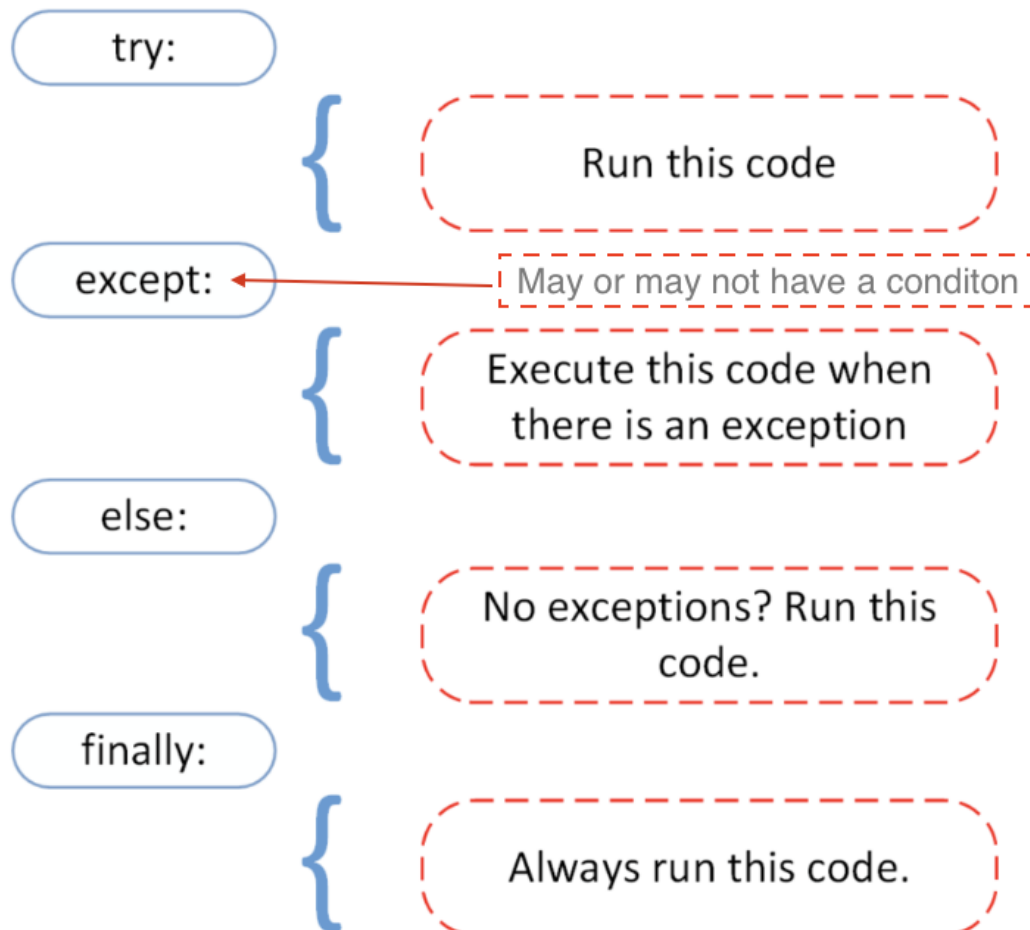 try:
Run this code
except:
May or may not have a conditon
Execute this code when
there is an exception
else:
No exceptions? Run this
code.
finally:
Always run this code.